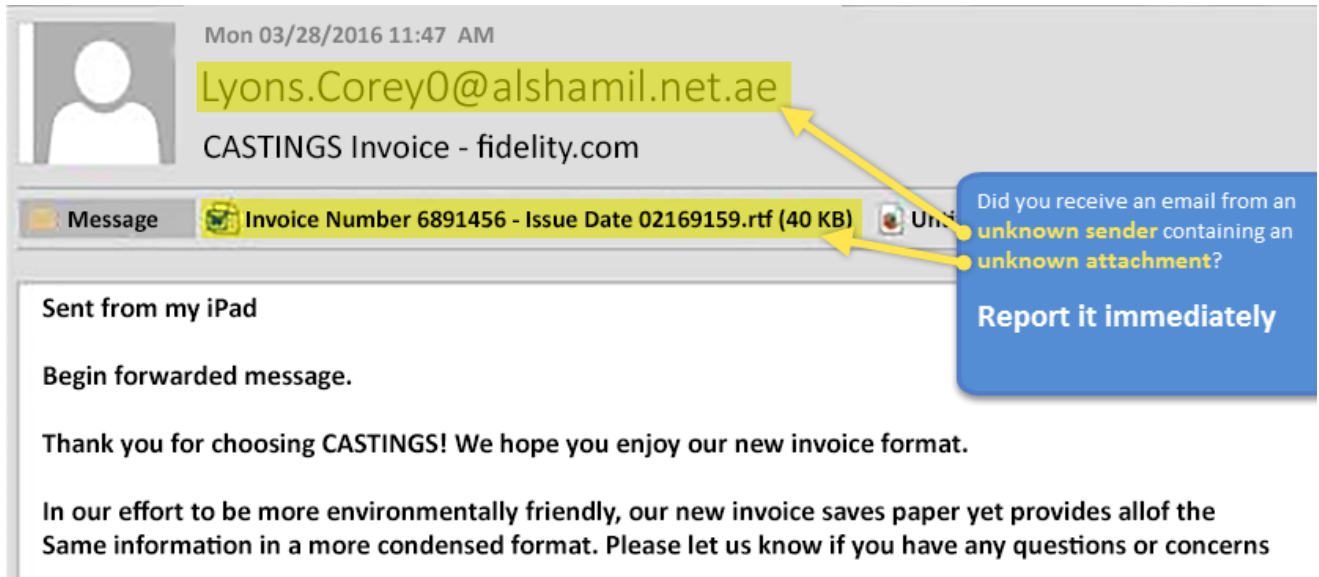 Mon 03/28/2016 11:47 AM
Lyons.Corey0@alshamil.net.ae
CASTINGS Invoice - fidelity.com
Message Invoice Number 6891456 - Issue Date 02169159.rtf (40 KB)
Did you receive an email from an
unknown sender containing an
unknown attachment?
Report it immediately
Sent from my iPad
Begin forwarded message.
Thank you for choosing CASTINGS! We hope you enjoy our new invoice format.
In our effort to be more environmentally friendly, our new invoice saves paper yet provides allof the
Same information in a more condensed format. Please let us know if you have any questions or concerns